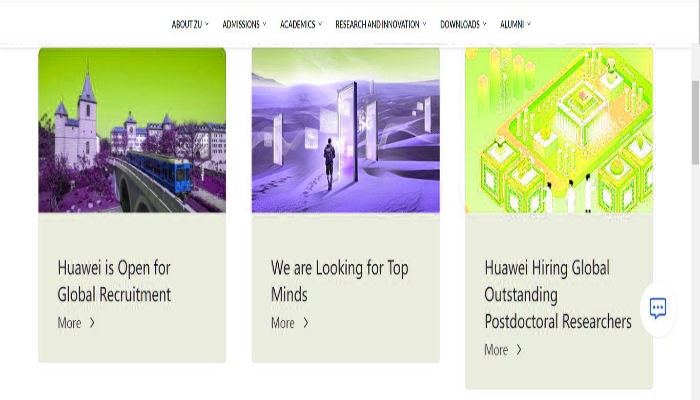 ABOUT ZU ADMISSIONS ACADEMICS RESEARCH AND INNOVATION DOWNLOADS ALUMNI
Huawei is Open for
Global Recruitment
More
We are Looking for Top
Minds
More
Huawei Hiring Global
Outstanding
Postdoctoral Researchers
More